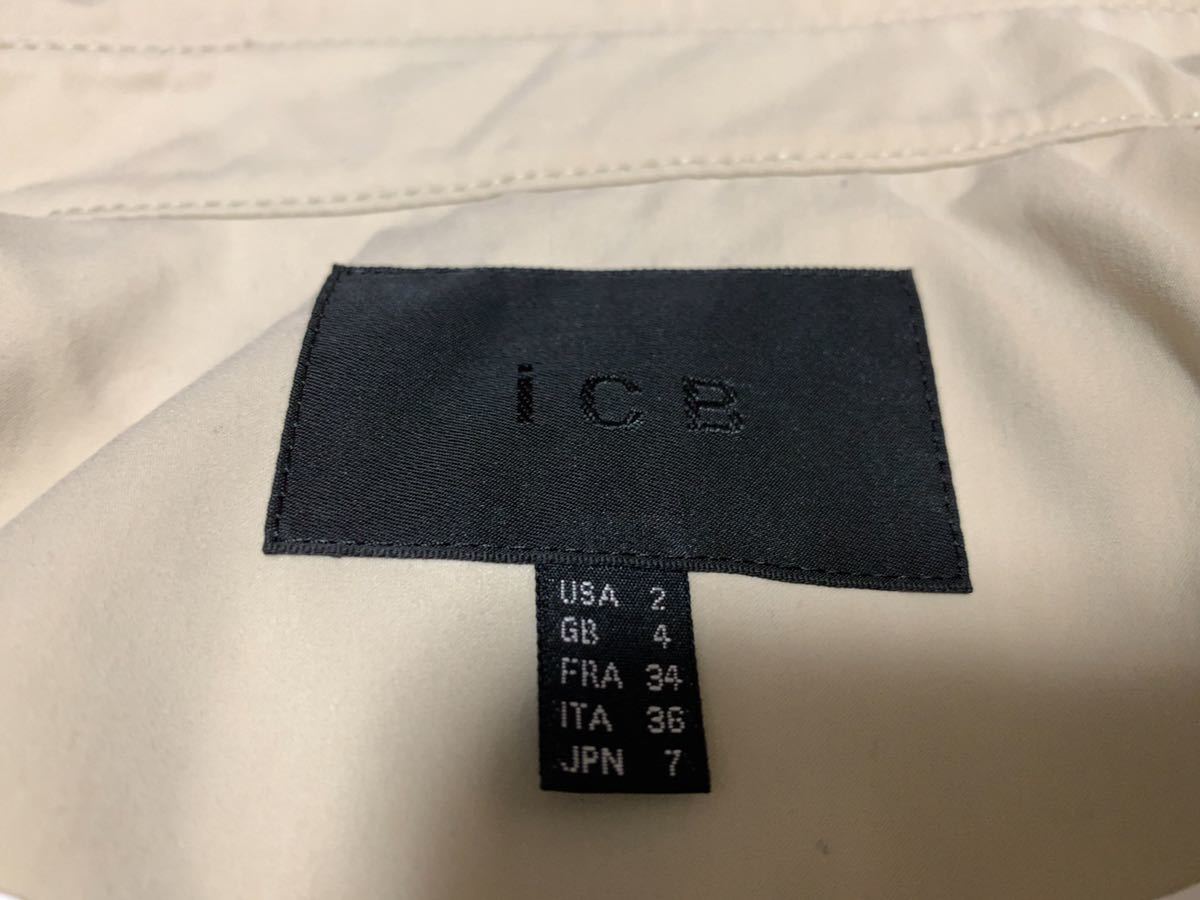 iCB
USA 2
GB 4
FRA 34
ITA 36
JPN 7